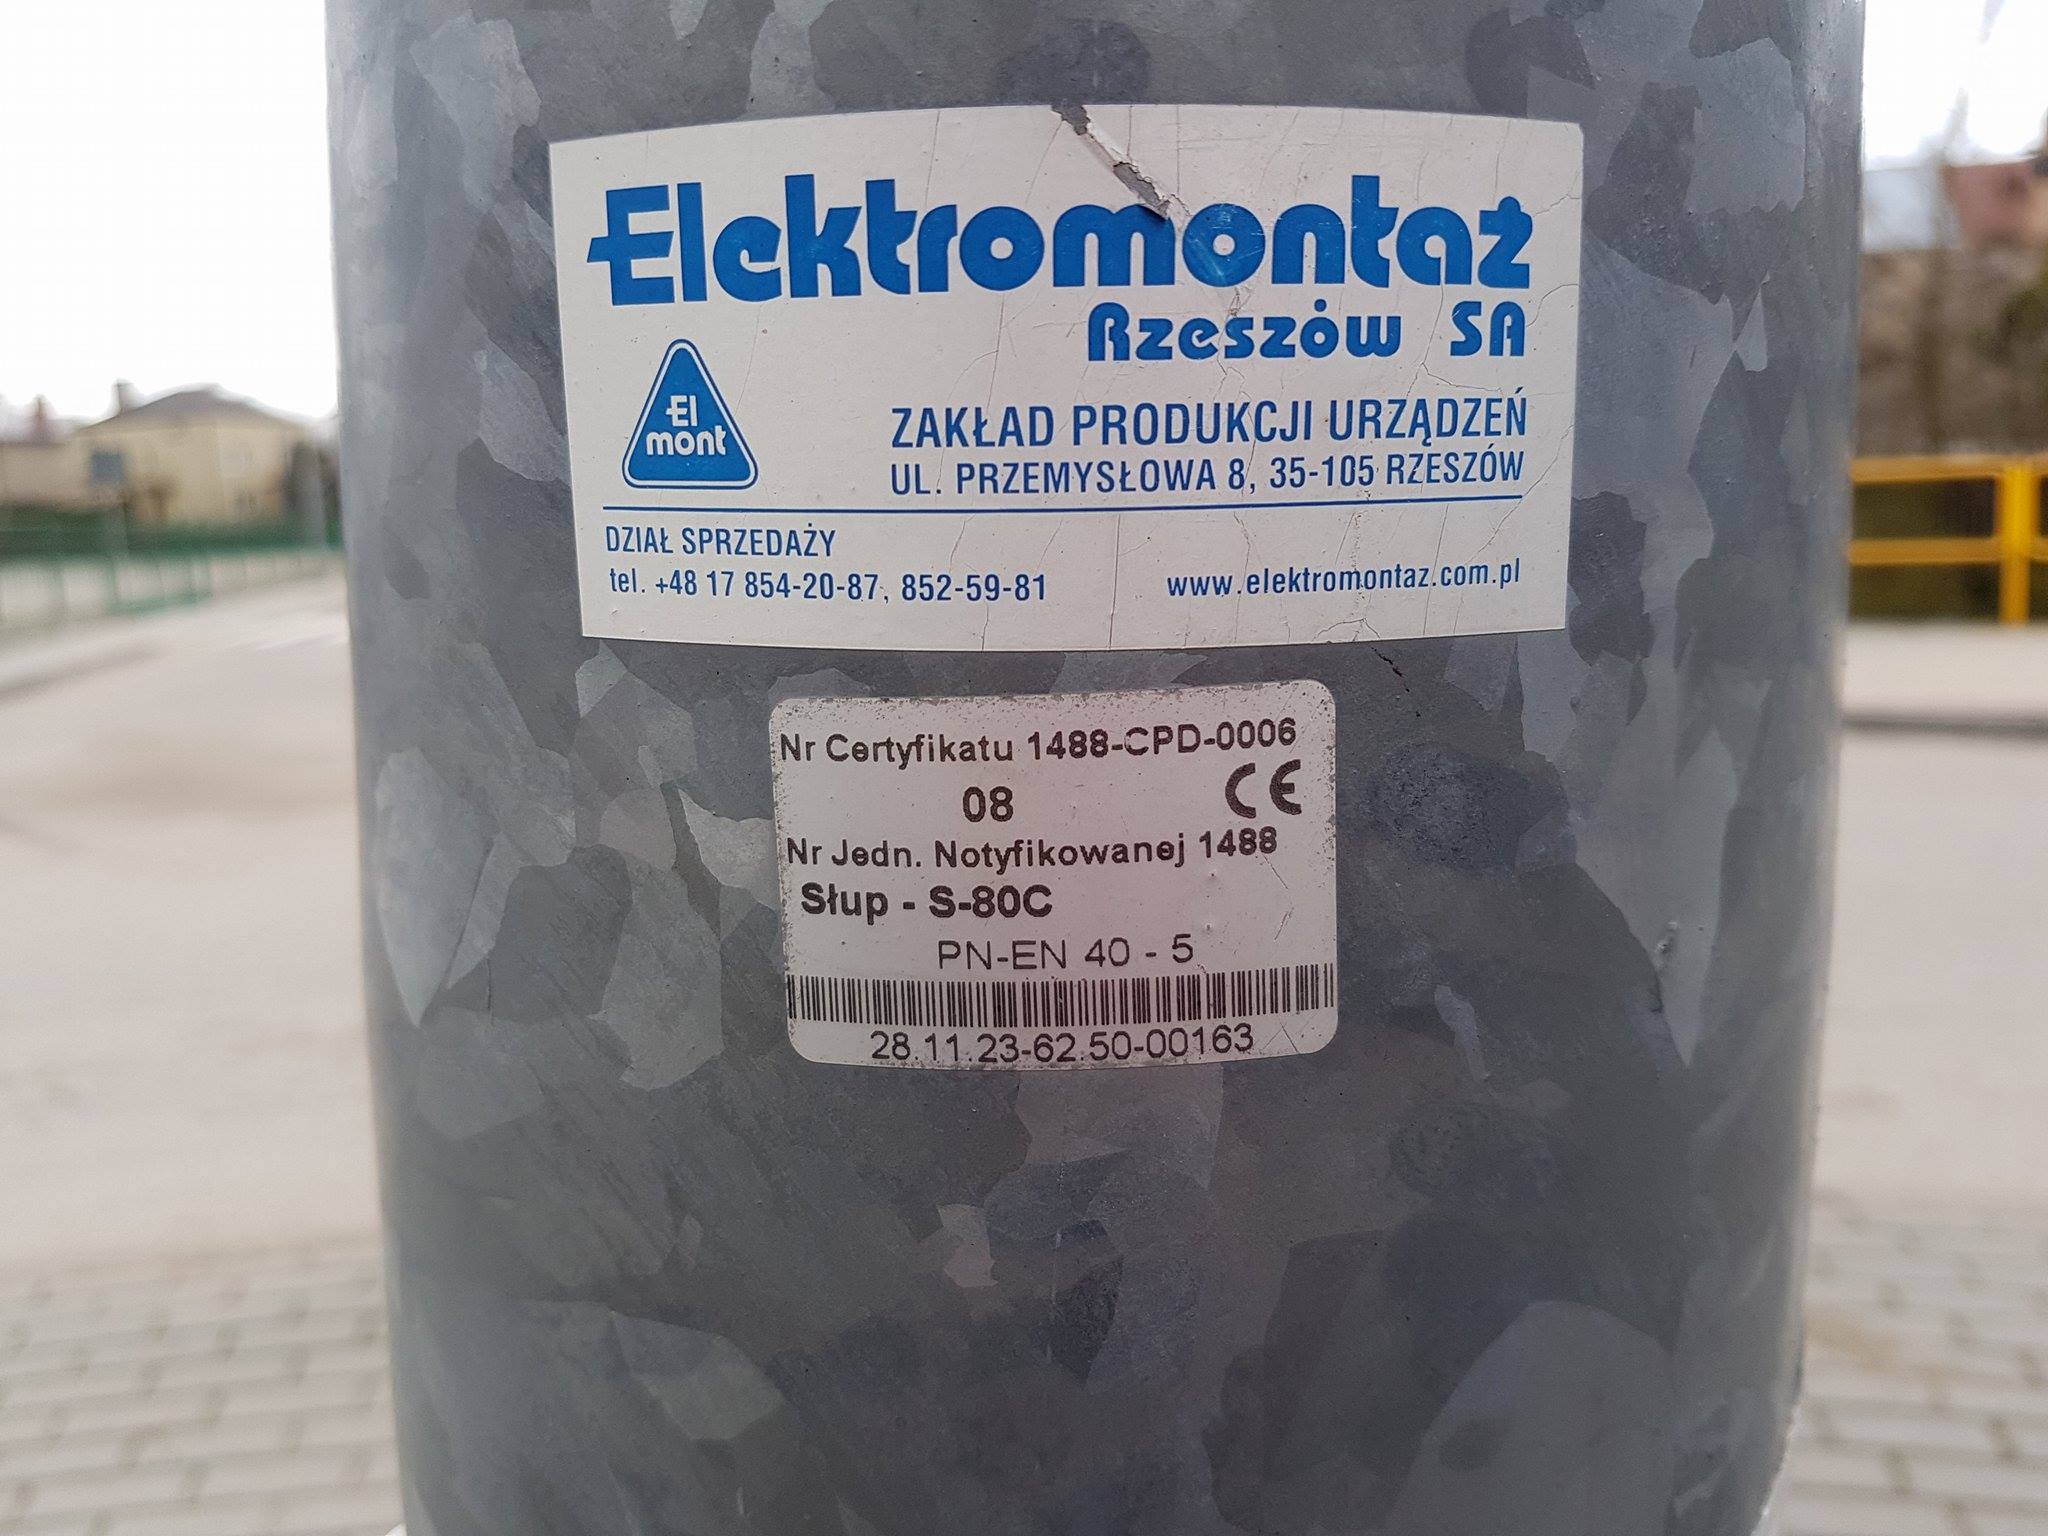 Elektromontaż
Rzeszów SA
El
mont
ZAKŁAD PRODUKCJI URZĄDZEŃ
UL. PRZEMYSŁOWA 8, 35-105 RZESZÓW
DZIAŁ SPRZEDAŻY
tel. +48 17 854-20-87, 852-59-81
www.elektromontaz.com.pl
Nr Certyfikatu 1488-CPD-0006
08 CE
Nr Jedn. Notyfikowanej 1488
Słup - S-80C
PN-EN 40 - 5
28.11.23-62.50-00163